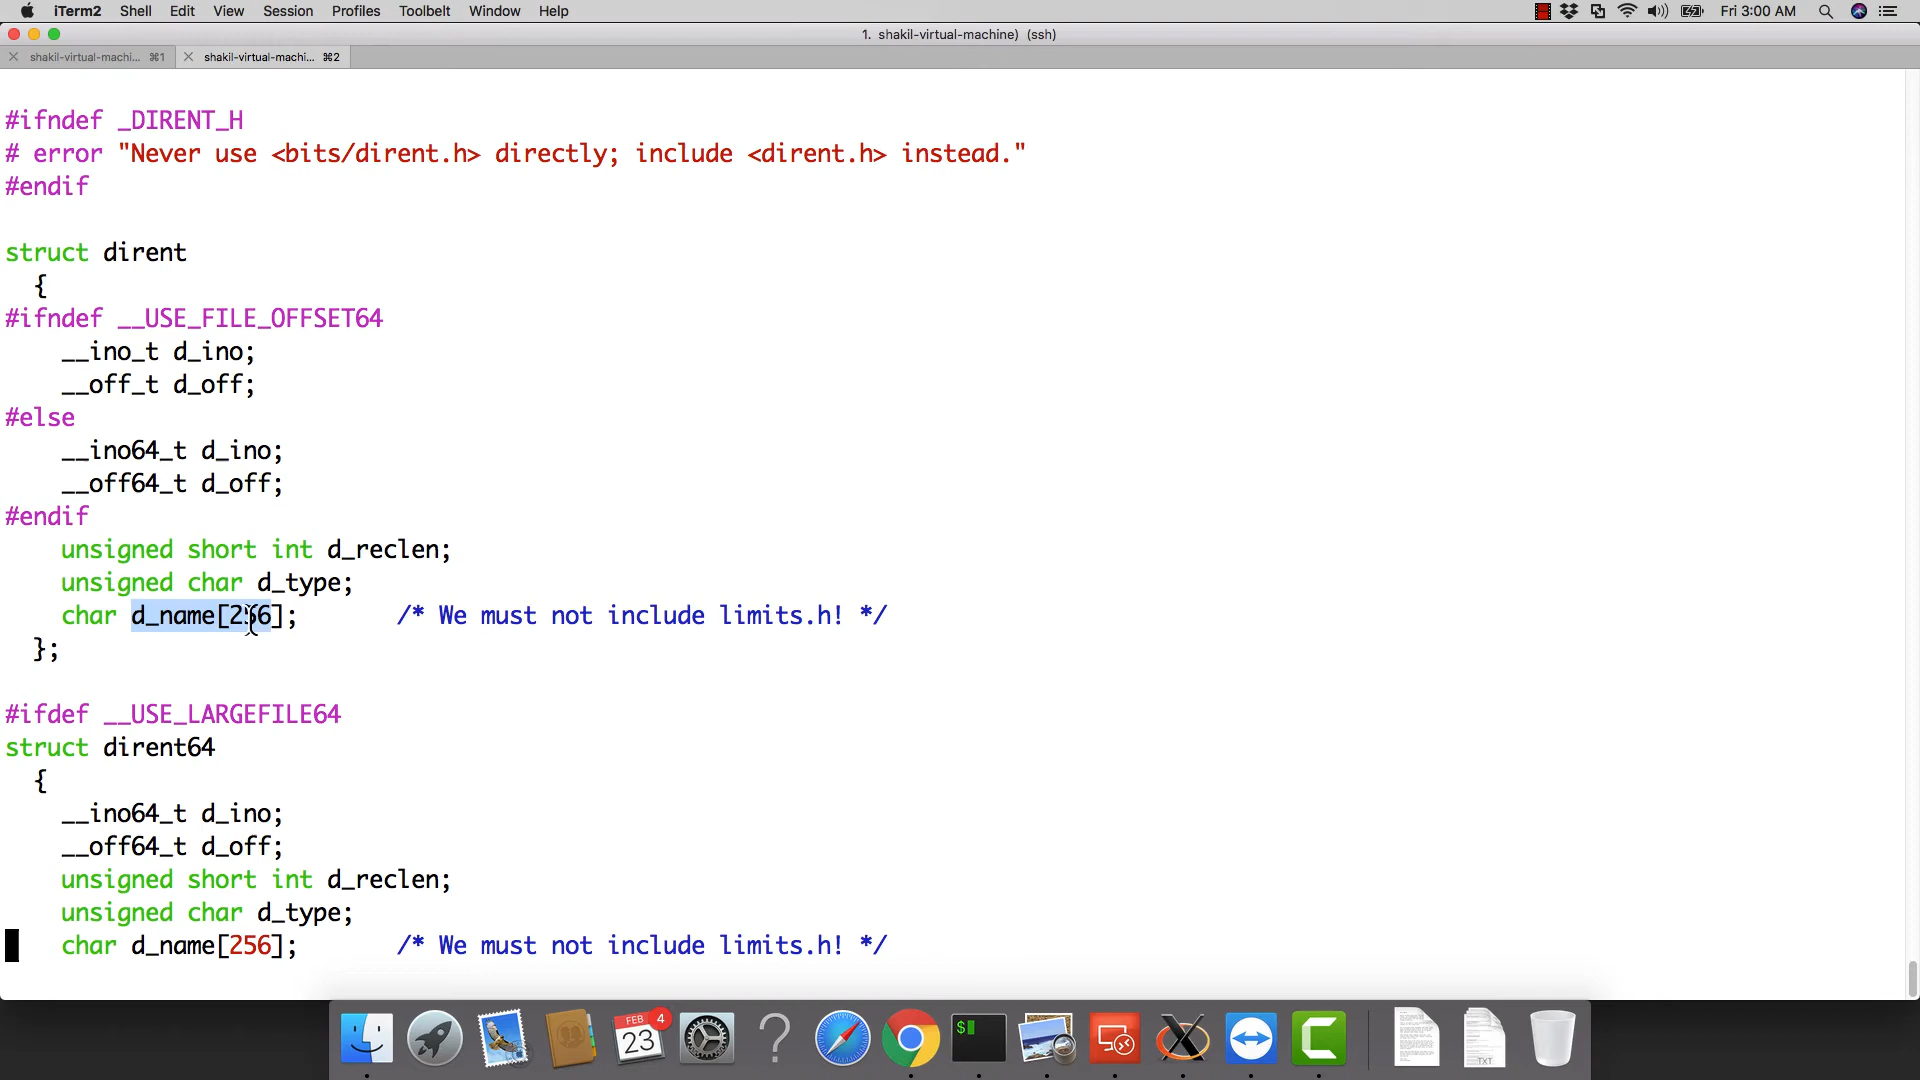 iTerm2 Shell Edit View Session Profiles Toolbelt Window Help Fri 3:00 AM
1. shakil-virtual-machine) (ssh)
shakil-virtual-machi... ⌘1 shakil-virtual-machi... ⌘2
#ifndef _DIRENT_H
# error "Never use <bits/dirent.h> directly; include <dirent.h> instead."
#endif
struct dirent
{
#ifndef __USE_FILE_OFFSET64
__ino_t d_ino;
__off_t d_off;
#else
__ino64_t d_ino;
__off64_t d_off;
#endif
unsigned short int d_reclen;
unsigned char d_type;
char d_name[256]; /* We must not include limits.h! */
};
#ifdef __USE_LARGEFILE64
struct dirent64
{
__ino64_t d_ino;
__off64_t d_off;
unsigned short int d_reclen;
unsigned char d_type;
char d_name[256]; /* We must not include limits.h! */
FEB 4
23
$
TXT